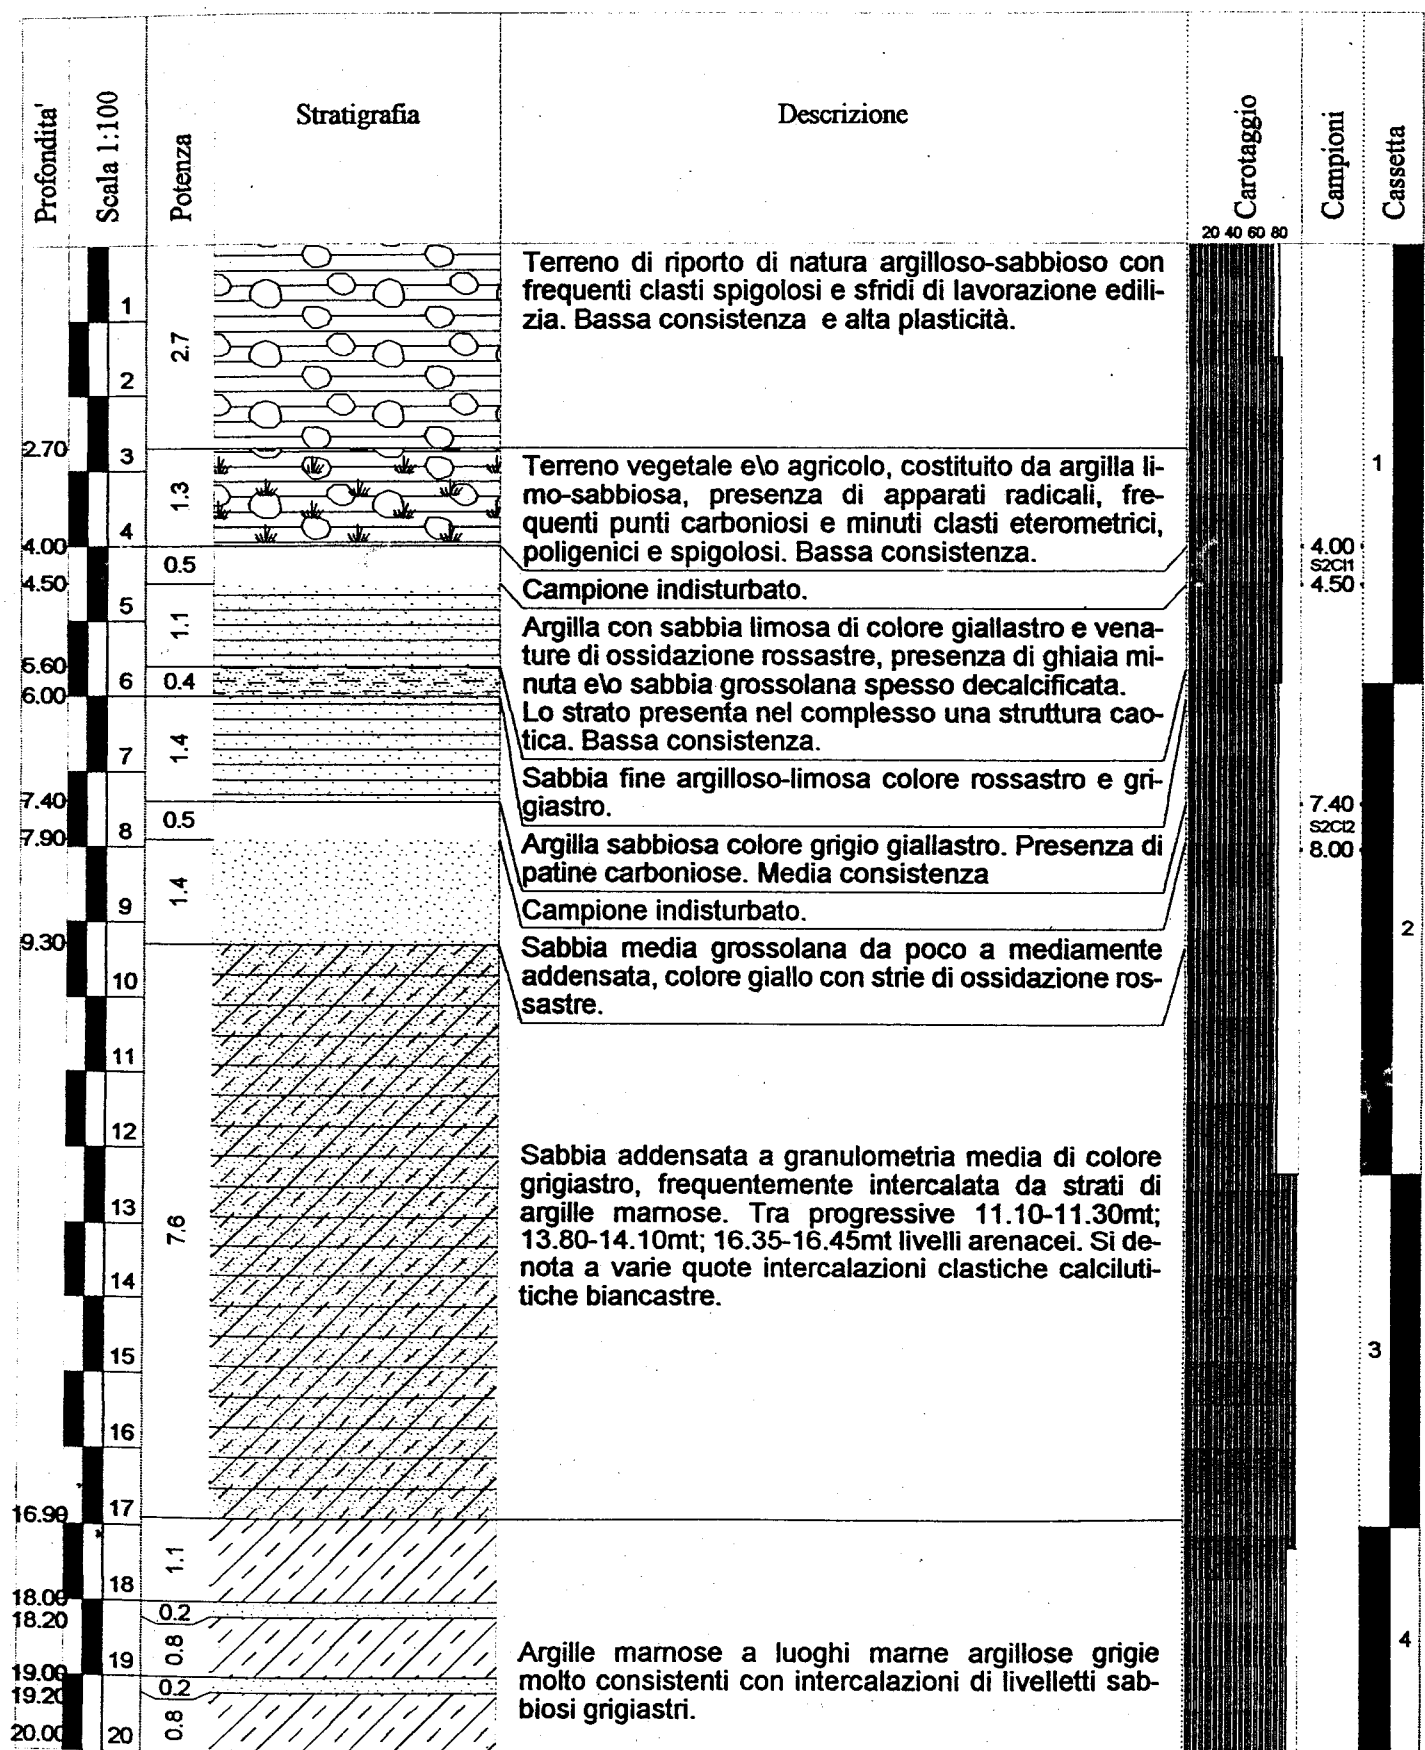 Profondita'
Scala 1:100
Potenza
Stratigrafia
Descrizione
Carotaggio
Campioni
Cassetta
20 40 60 80
Terreno di riporto di natura argilloso-sabbioso con
frequenti clasti spigolosi e sfridi di lavorazione edili-
zia. Bassa consistenza e alta plasticità.
1
2.7
2
2.70
3
Terreno vegetale e\o agricolo, costituito da argilla li-
mo-sabbiosa, presenza di apparati radicali, fre-
quenti punti carboniosi e minuti clasti eterometrici,
poligenici e spigolosi. Bassa consistenza.
1
1.3
4
4.00
4.00
S2CI1
4.50
0.5
4.50
Campione indisturbato.
5
1.1
Argilla con sabbia limosa di colore giallastro e vena-
ture di ossidazione rossastre, presenza di ghiaia mi-
nuta e\o sabbia grossolana spesso decalcificata.
Lo strato presenta nel complesso una struttura cao-
tica. Bassa consistenza.
5.60
6
0.4
6.00
7
1.4
Sabbia fine argilloso-limosa colore rossastro e gri-
giastro.
7.40
7.40
S2CI2
8.00
8
0.5
7.90
Argilla sabbiosa colore grigio giallastro. Presenza di
patine carboniose. Media consistenza
Campione indisturbato.
9
1.4
9.30
2
Sabbia media grossolana da poco a mediamente
addensata, colore giallo con strie di ossidazione ros-
sastre.
10
11
12
Sabbia addensata a granulometria media di colore
grigiastro, frequentemente intercalata da strati di
argille marnose. Tra progressive 11.10-11.30mt;
13.80-14.10mt; 16.35-16.45mt livelli arenacei. Si de-
nota a varie quote intercalazioni clastiche calciluti-
tiche biancastre.
13
7.6
14
15
3
16
17
16.90
1.1
18
18.00
0.2
18.20
0.8
19
19.00
0.2
19.20
0.8
20.00
20
Argille marnose a luoghi marne argillose grigie
molto consistenti con intercalazioni di livelletti sab-
biosi grigiastri.
4